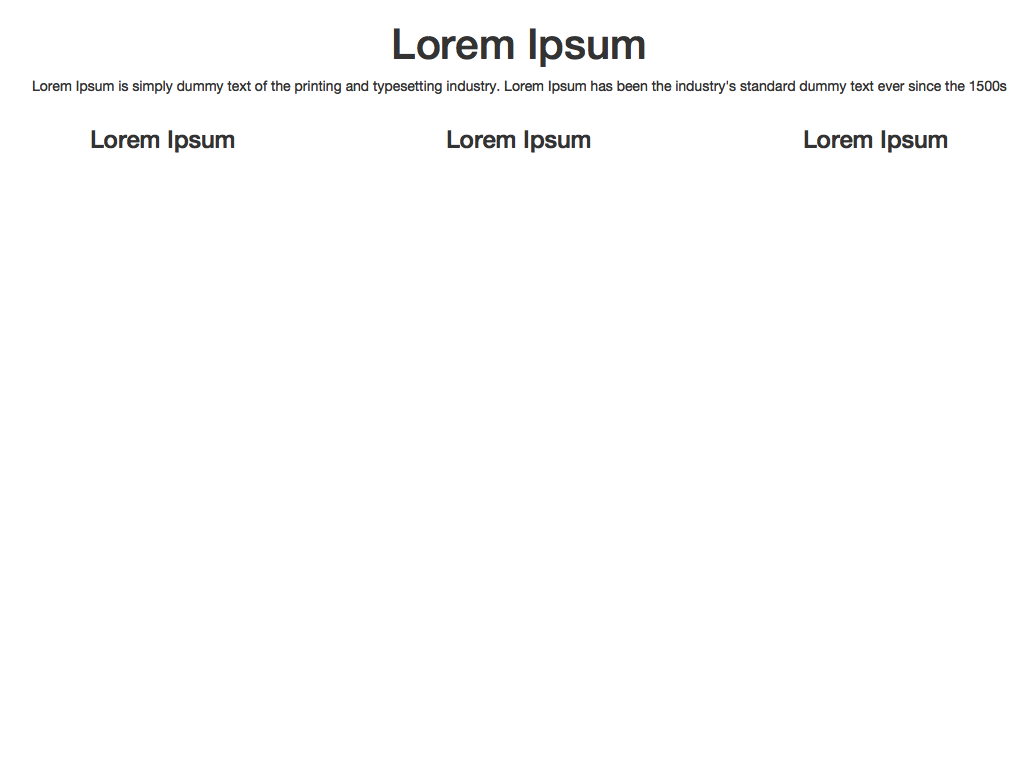 Lorem Ipsum
Lorem Ipsum is simply dummy text of the printing and typesetting industry. Lorem Ipsum has been the industry's standard dummy text ever since the 1500s
Lorem Ipsum
Lorem Ipsum
Lorem Ipsum